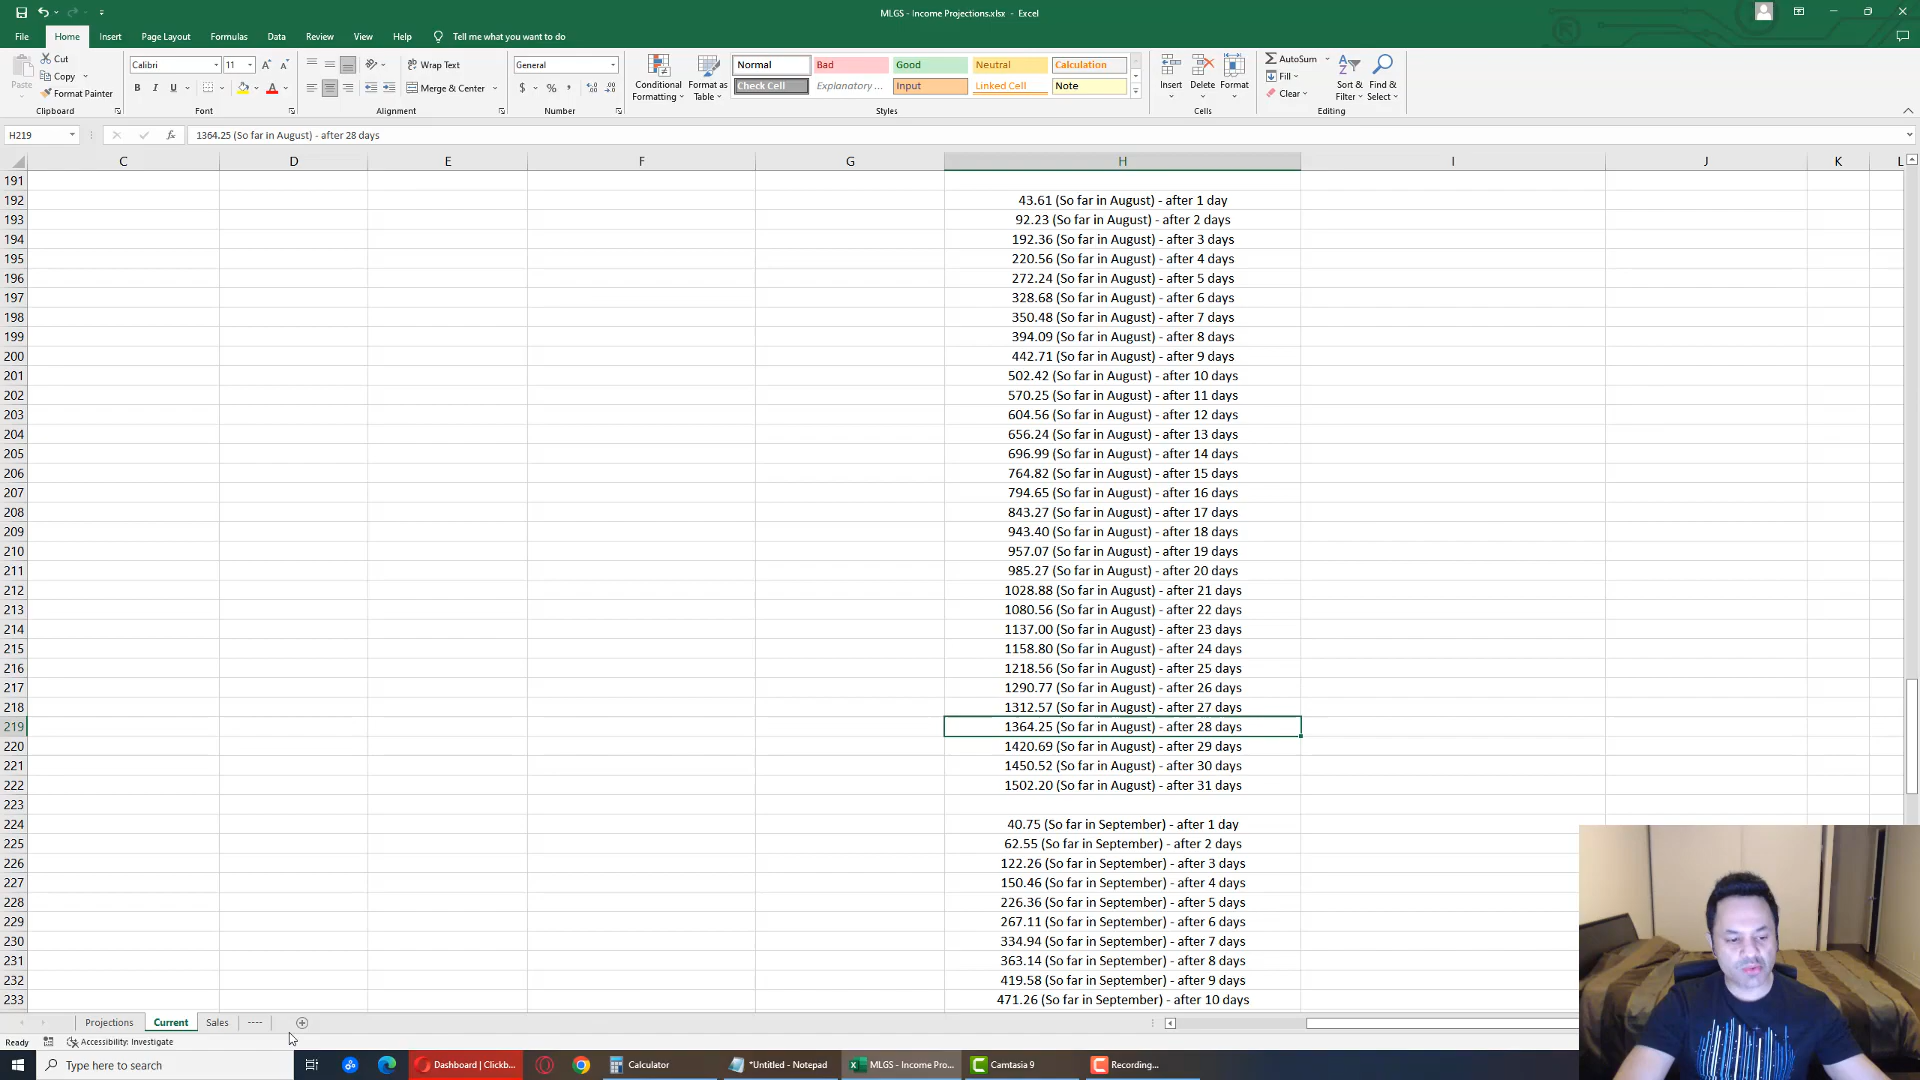 MLGS - Income Projections.xlsx - Excel
File Home Insert Page Layout Formulas Data Review View Help Tell me what you want to do
Paste Cut Copy Format Painter Clipboard
Calibri 11 B I U Font
Wrap Text Merge & Center Alignment
General $ % Number
Conditional Formatting Format as Table
Normal Bad Good Neutral Calculation
Check Cell Explanatory ... Input Linked Cell Note
Styles
Insert Delete Format Cells
AutoSum Fill Clear Sort & Filter Find & Select Editing
H219 fx 1364.25 (So far in August) - after 28 days
C D E F G H I J K L
191
192 43.61 (So far in August) - after 1 day
193 92.23 (So far in August) - after 2 days
194 192.36 (So far in August) - after 3 days
195 220.56 (So far in August) - after 4 days
196 272.24 (So far in August) - after 5 days
197 328.68 (So far in August) - after 6 days
198 350.48 (So far in August) - after 7 days
199 394.09 (So far in August) - after 8 days
200 442.71 (So far in August) - after 9 days
201 502.42 (So far in August) - after 10 days
202 570.25 (So far in August) - after 11 days
203 604.56 (So far in August) - after 12 days
204 656.24 (So far in August) - after 13 days
205 696.99 (So far in August) - after 14 days
206 764.82 (So far in August) - after 15 days
207 794.65 (So far in August) - after 16 days
208 843.27 (So far in August) - after 17 days
209 943.40 (So far in August) - after 18 days
210 957.07 (So far in August) - after 19 days
211 985.27 (So far in August) - after 20 days
212 1028.88 (So far in August) - after 21 days
213 1080.56 (So far in August) - after 22 days
214 1137.00 (So far in August) - after 23 days
215 1158.80 (So far in August) - after 24 days
216 1218.56 (So far in August) - after 25 days
217 1290.77 (So far in August) - after 26 days
218 1312.57 (So far in August) - after 27 days
219 1364.25 (So far in August) - after 28 days
220 1420.69 (So far in August) - after 29 days
221 1450.52 (So far in August) - after 30 days
222 1502.20 (So far in August) - after 31 days
223
224 40.75 (So far in September) - after 1 day
225 62.55 (So far in September) - after 2 days
226 122.26 (So far in September) - after 3 days
227 150.46 (So far in September) - after 4 days
228 226.36 (So far in September) - after 5 days
229 267.11 (So far in September) - after 6 days
230 334.94 (So far in September) - after 7 days
231 363.14 (So far in September) - after 8 days
232 419.58 (So far in September) - after 9 days
233 471.26 (So far in September) - after 10 days
Projections Current Sales ----
Ready Accessibility: Investigate
Type here to search Dashboard | Clickb... Calculator *Untitled - Notepad MLGS - Income Pro... Camtasia 9 Recording...